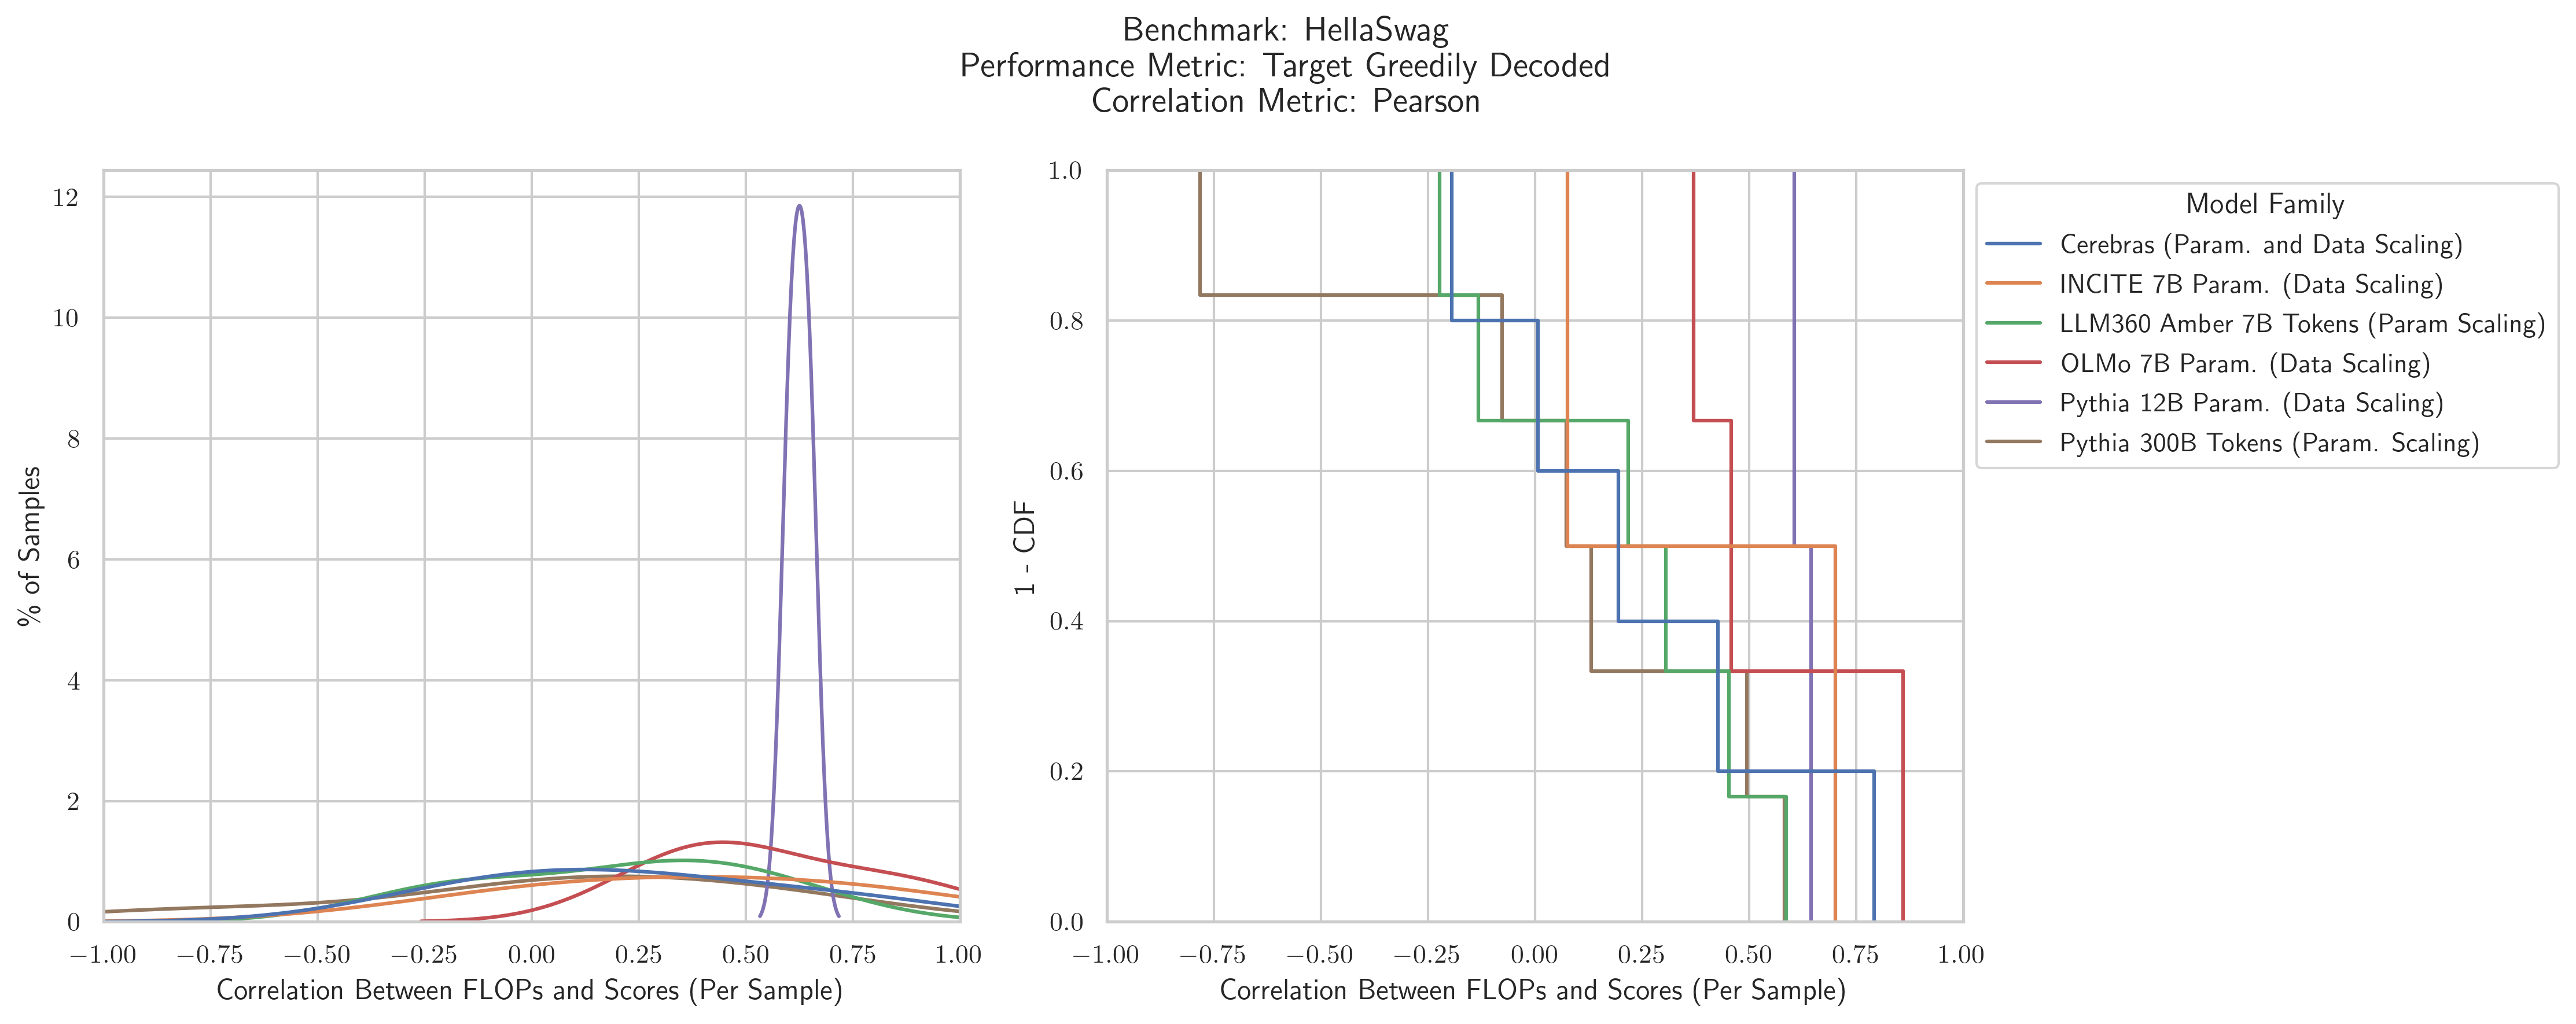 Benchmark: HellaSwag
Performance Metric: Target Greedily Decoded
Correlation Metric: Pearson
% of Samples
12
10
8
6
4
2
0
−1.00 −0.75 −0.50 −0.25 0.00 0.25 0.50 0.75 1.00
Correlation Between FLOPs and Scores (Per Sample)
1 - CDF
1.0
0.8
0.6
0.4
0.2
0.0
−1.00 −0.75 −0.50 −0.25 0.00 0.25 0.50 0.75 1.00
Correlation Between FLOPs and Scores (Per Sample)
Model Family
Cerebras (Param. and Data Scaling)
INCITE 7B Param. (Data Scaling)
LLM360 Amber 7B Tokens (Param Scaling)
OLMo 7B Param. (Data Scaling)
Pythia 12B Param. (Data Scaling)
Pythia 300B Tokens (Param. Scaling)